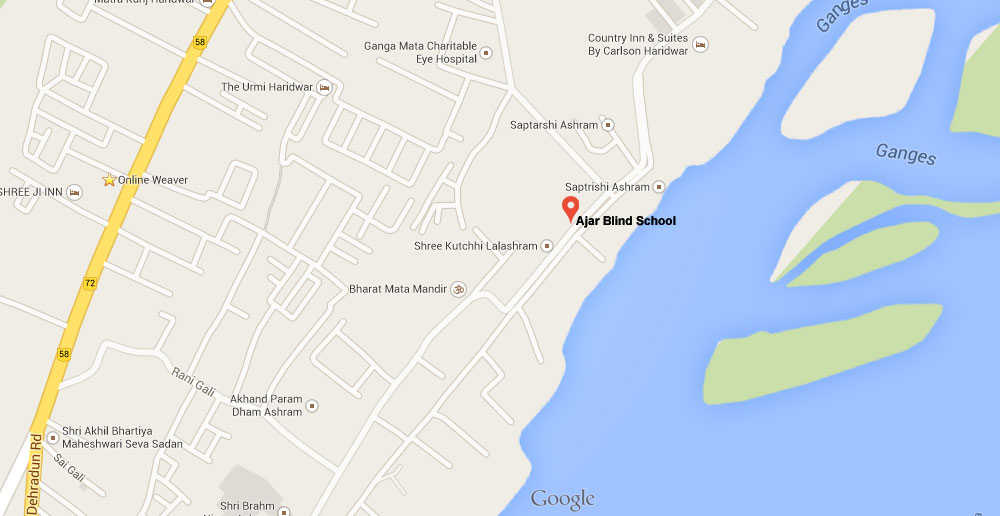 Matra Kunj Haridwar
Ganges
58
Country Inn & Suites
By Carlson Haridwar
Ganga Mata Charitable
Eye Hospital
The Urmi Haridwar
Saptarshi Ashram
Ganges
Online Weaver
SHREE JI INN
Saptrishi Ashram
Ajar Blind School
Shree Kutchhi Lalashram
72
Bharat Mata Mandir
ॐ
58
Rani Gali
Akhand Param
Dham Ashram
Shri Akhil Bhartiya
Maheshwari Seva Sadan
Dehradun Rd
Sai Gali
Shri Brahm
Google